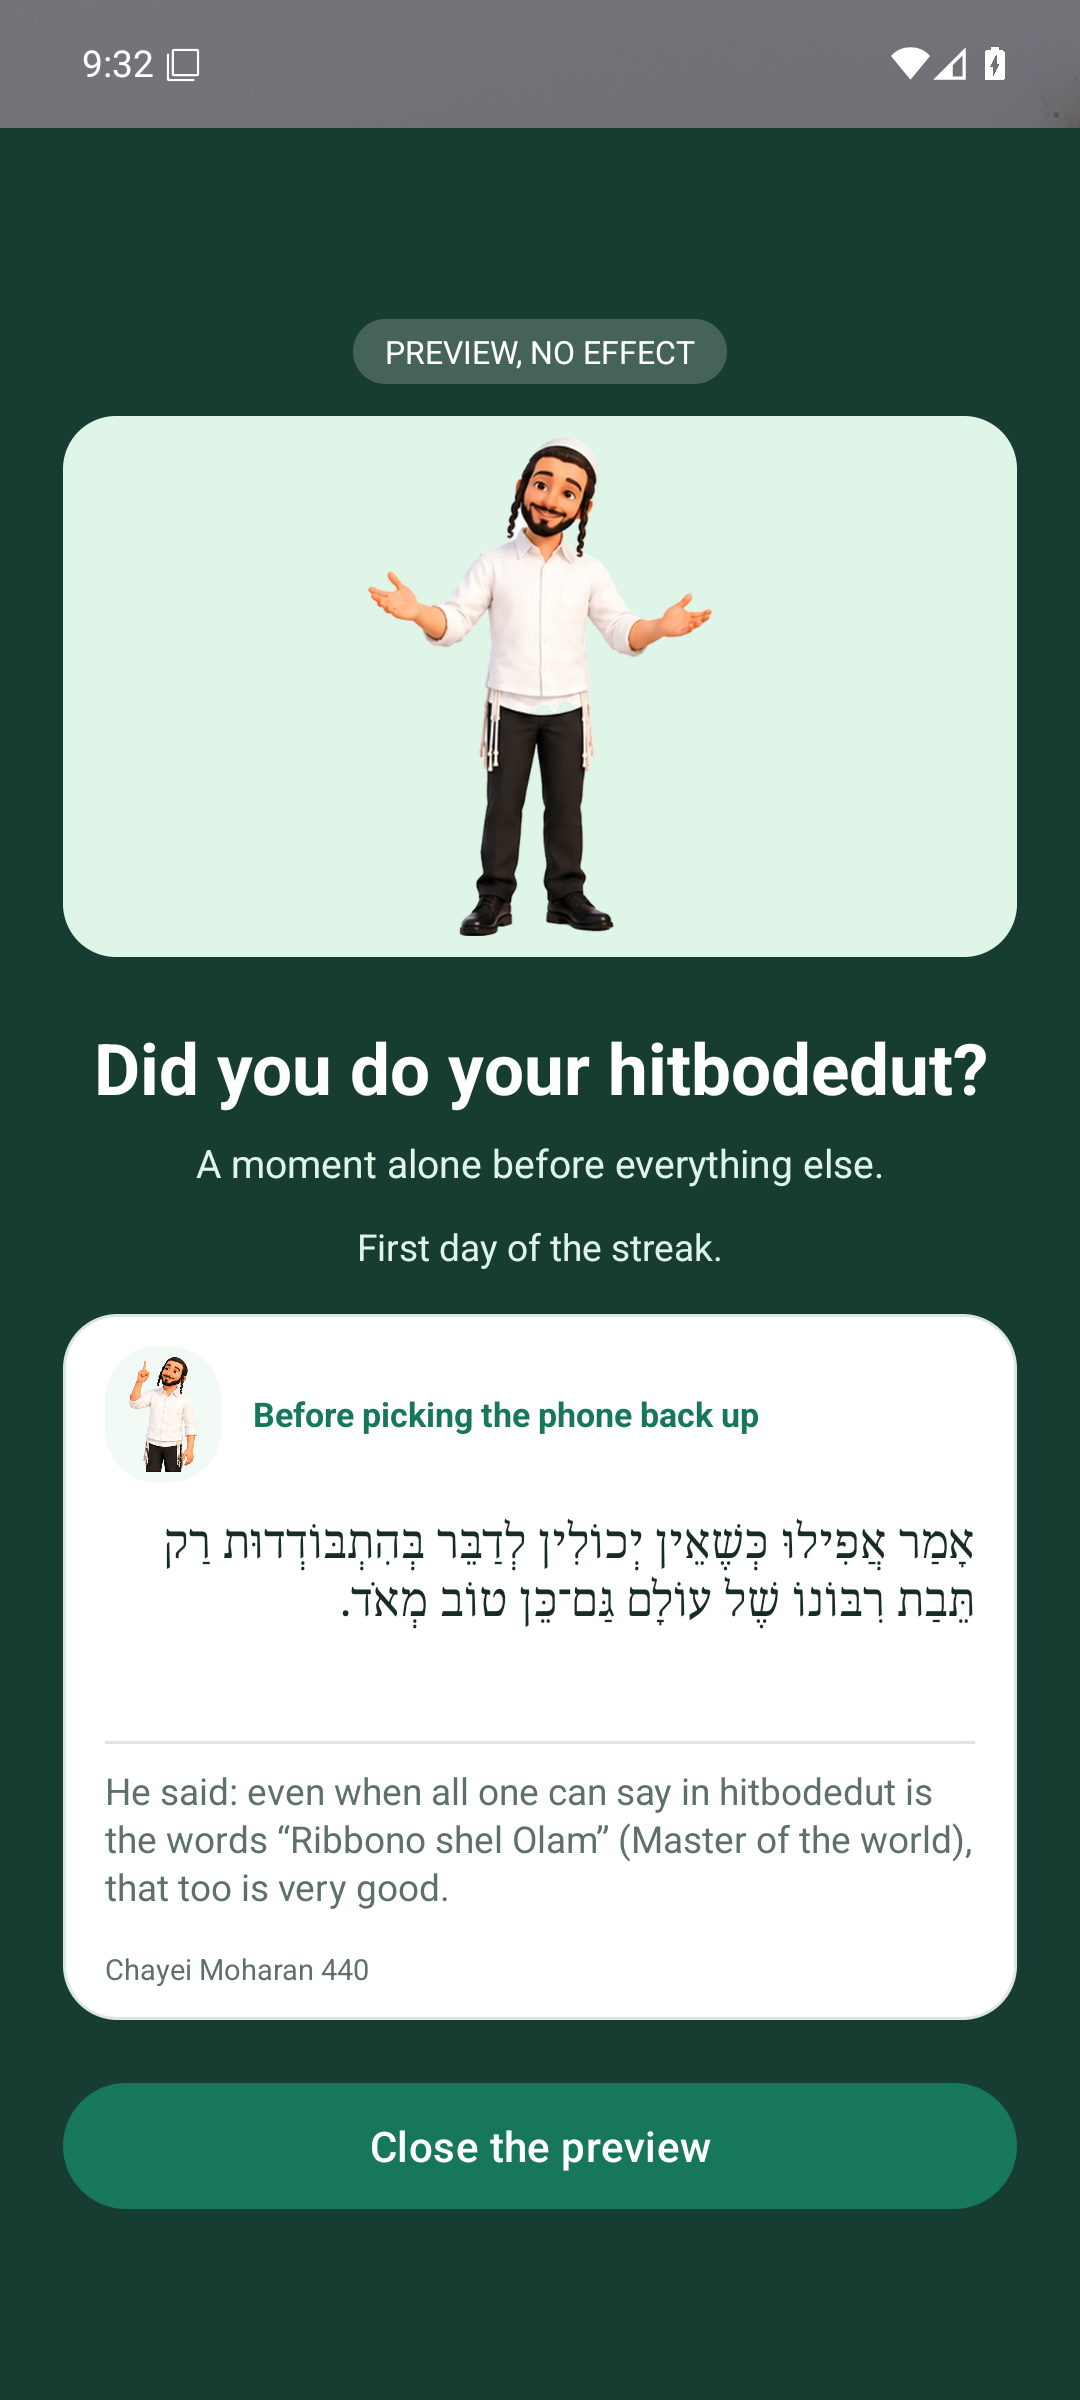 9:32
PREVIEW, NO EFFECT
Did you do your hitbodedut?
A moment alone before everything else.
First day of the streak.
Before picking the phone back up
אָמַר אֲפִילוּ כְּשֶׁאֵין יְכוֹלִין לְדַבֵּר בְּהִתְבּוֹדְדוּת רַק
תֵּבַת רִבּוֹנוֹ שֶׁל עוֹלָם גַּם־כֵּן טוֹב מְאֹד.
He said: even when all one can say in hitbodedut is
the words “Ribbono shel Olam” (Master of the world),
that too is very good.
Chayei Moharan 440
Close the preview